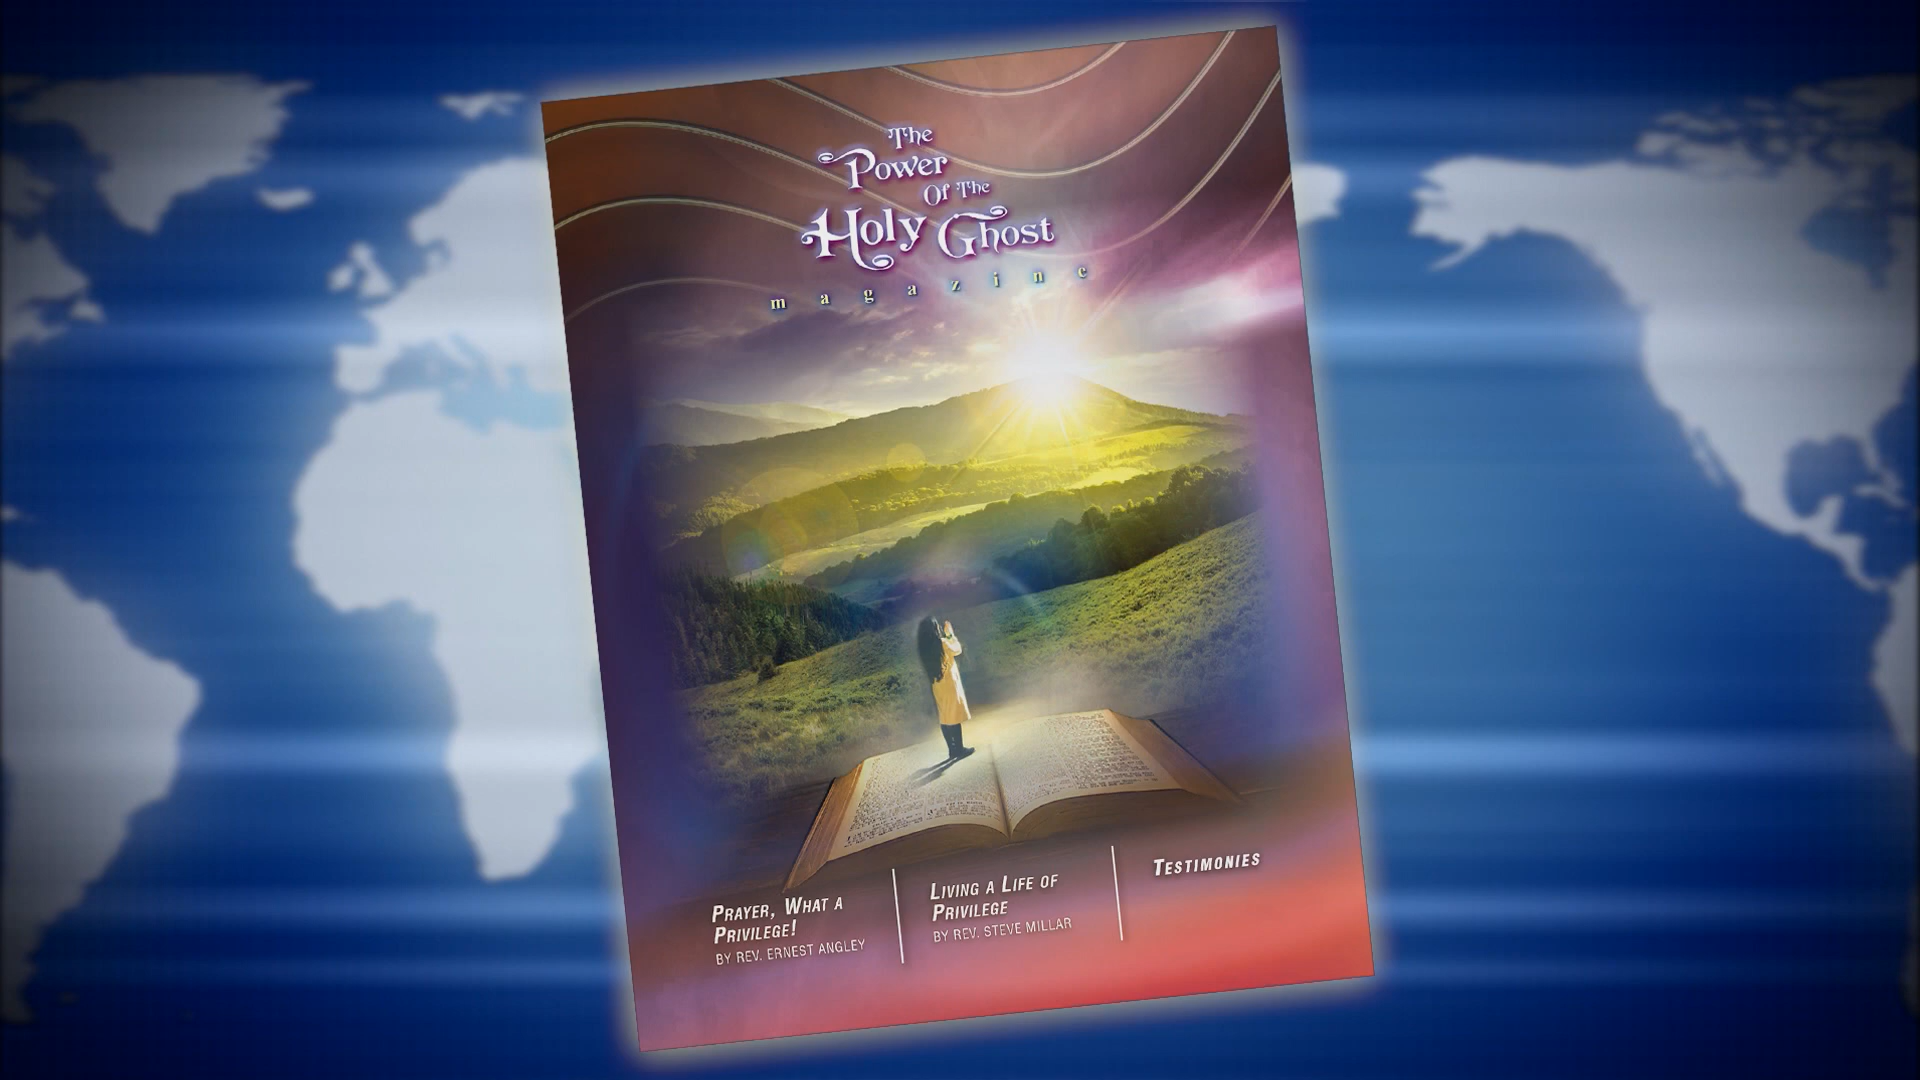 The
Power
Of The
Holy Ghost
magazine
Prayer, What a
Privilege!
BY REV. ERNEST ANGLEY
Living a Life of
Privilege
BY REV. STEVE MILLAR
Testimonies